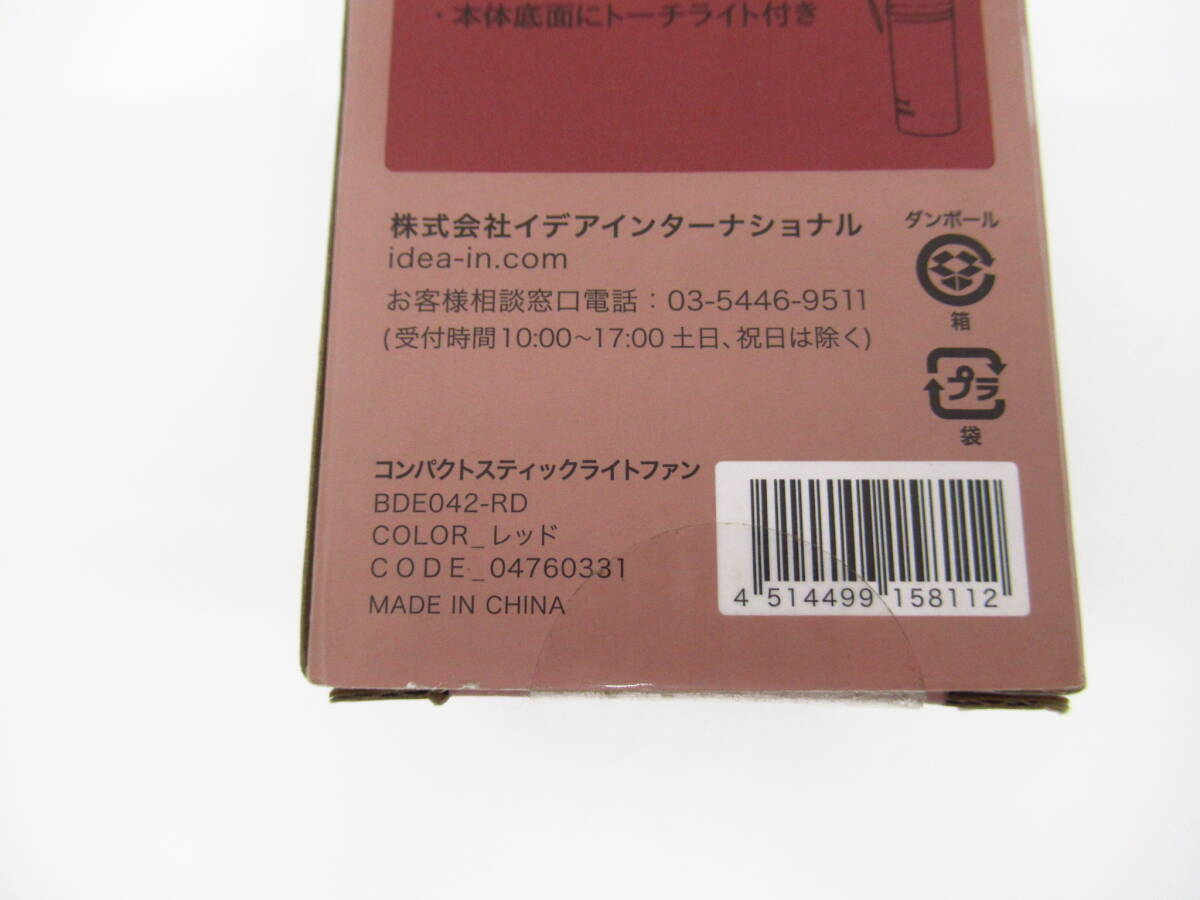 ・本体底面にトーチライト付き
株式会社イデアインターナショナル
idea-in.com
お客様相談窓口電話：03-5446-9511
(受付時間10:00~17:00 土日、祝日は除く)
ダンボール
箱
プラ
袋
コンパクトスティックライトファン
BDE042-RD
COLOR_レッド
CODE_04760331
MADE IN CHINA
4 514499 158112